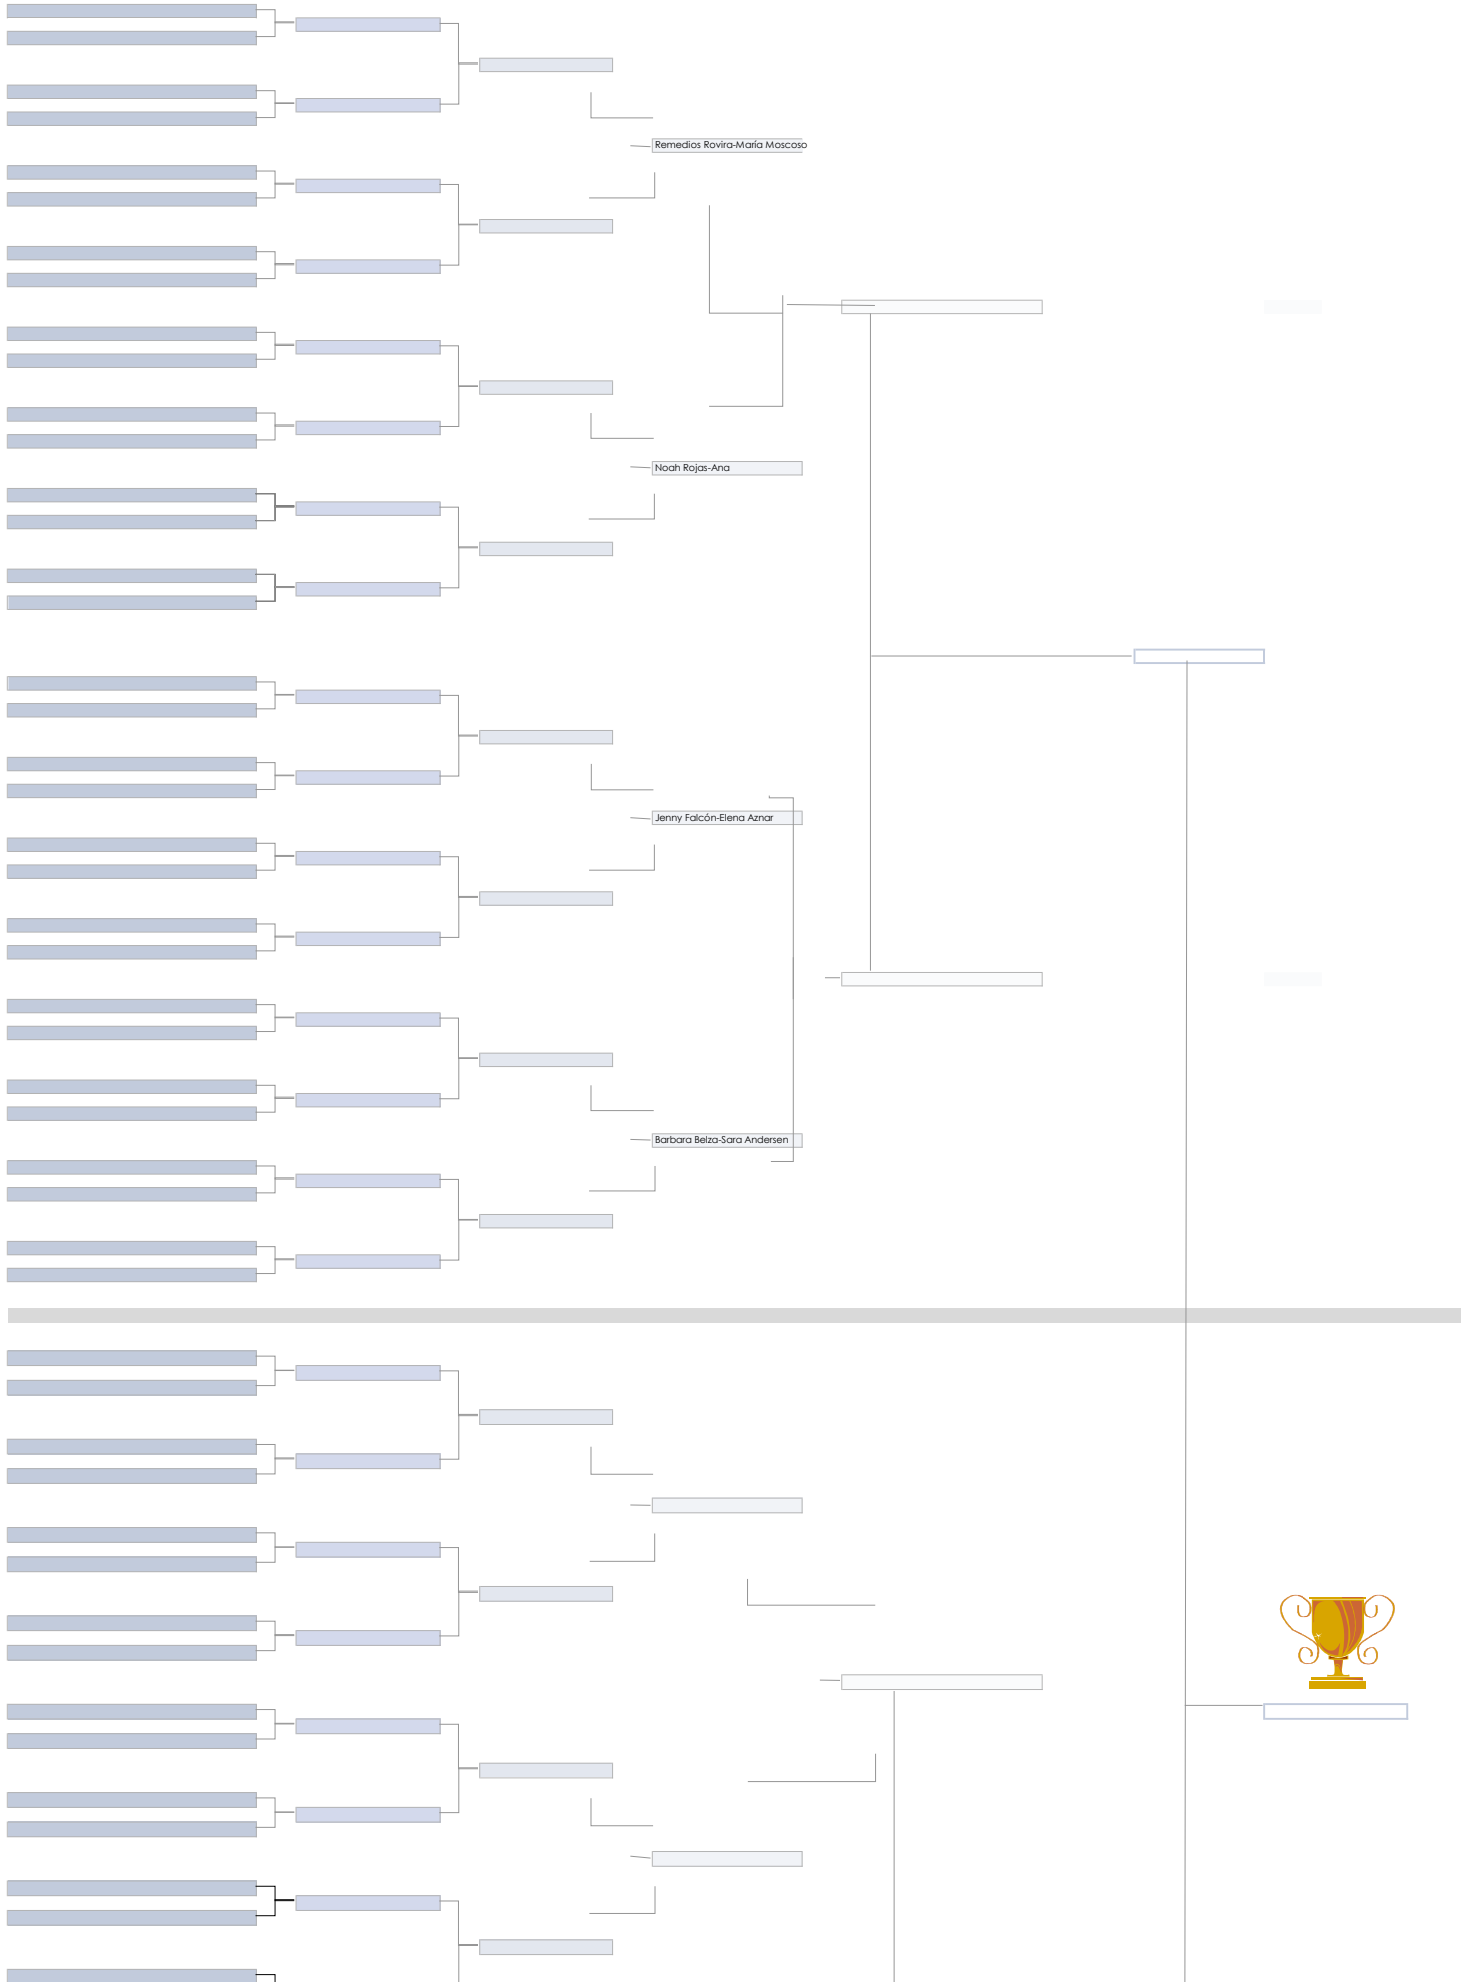 Remedios Rovira-María Moscoso
Noah Rojas-Ana
Jenny Falcón-Elena Aznar
Barbara Belza-Sara Andersen